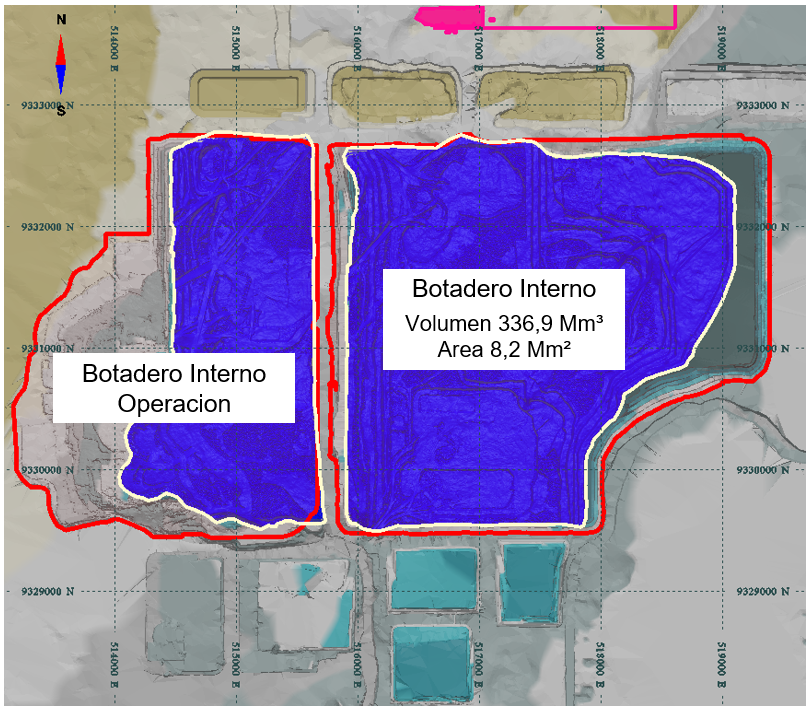 N
S
514000 E
515000 E
516000 E
517000 E
518000 E
519000 E
9333000 N
9333000 N
9332000 N
9332000 N
Botadero Interno
Volumen 336,9 Mm³
Area 8,2 Mm²
9331000 N
9331000 N
Botadero Interno
Operacion
9330000 N
9330000 N
9329000 N
9329000 N
514000 E
515000 E
516000 E
517000 E
518000 E
519000 E